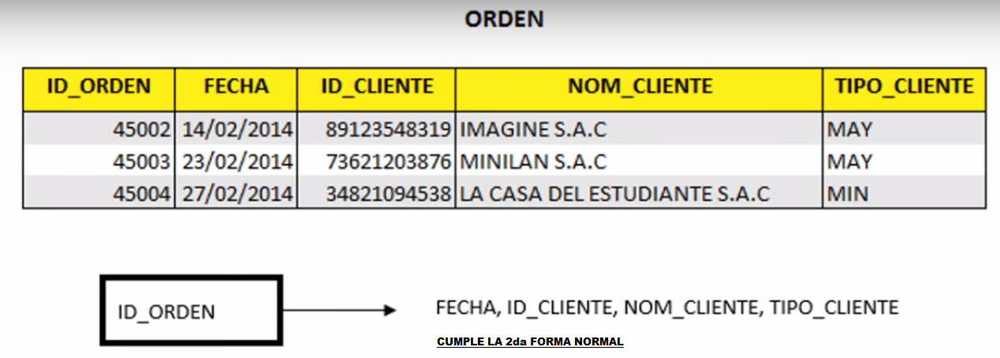 ORDEN
ID_ORDEN FECHA ID_CLIENTE NOM_CLIENTE TIPO_CLIENTE
45002 14/02/2014 89123548319 IMAGINE S.A.C MAY
45003 23/02/2014 73621203876 MINILAN S.A.C MAY
45004 27/02/2014 34821094538 LA CASA DEL ESTUDIANTE S.A.C MIN
ID_ORDEN FECHA, ID_CLIENTE, NOM_CLIENTE, TIPO_CLIENTE
CUMPLE LA 2da FORMA NORMAL